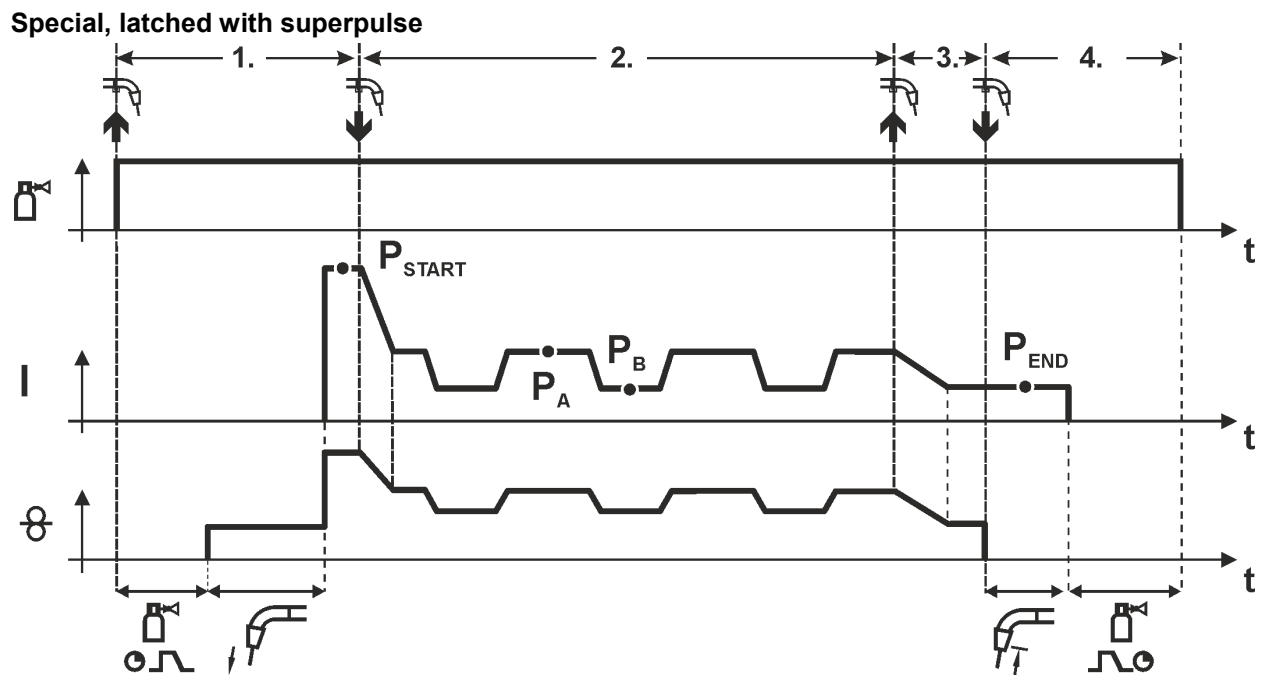 Special, latched with superpulse
1. 2. 3. 4.
t
P START
P B
P A
P END
I
t
t